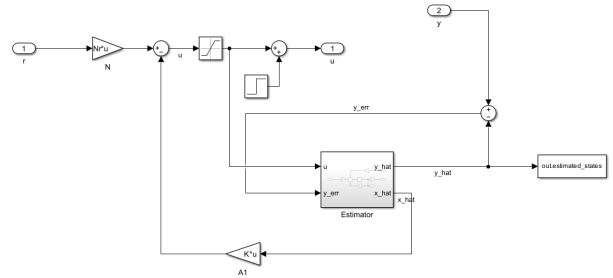 2
y
1
r
Nr*u
N
+
−
u
+
+
1
u
y_err
+
−
u
y_hat
y_err
x_hat
Estimator
y_hat
x_hat
out.estimated_states
K*u
A1